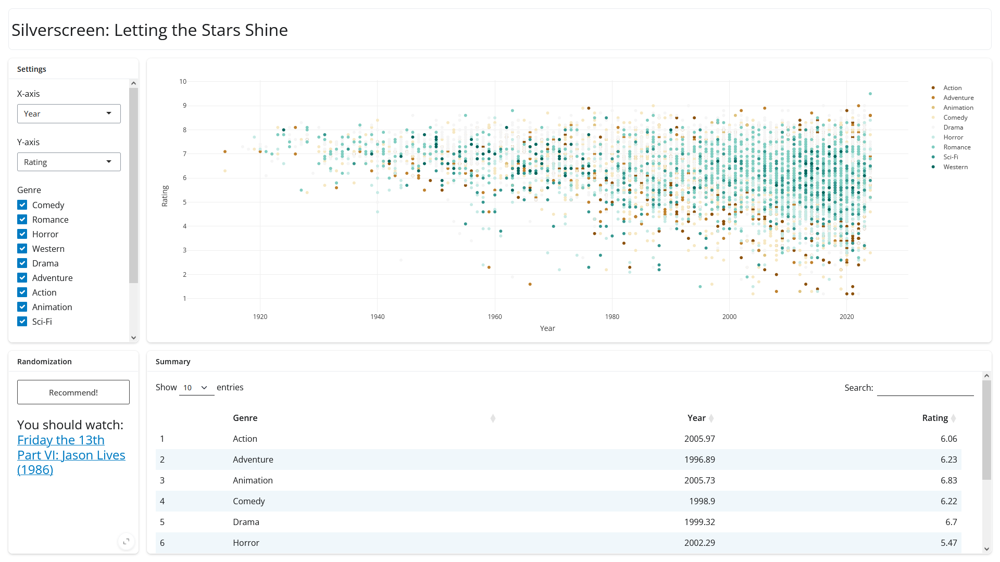 Silverscreen: Letting the Stars Shine
Settings
X-axis
Year
Y-axis
Rating
Genre
Comedy
Romance
Horror
Western
Drama
Adventure
Action
Animation
Sci-Fi
10
9
8
7
6
5
4
3
2
1
Rating
1920 1940 1960 1980 2000 2020
Year
Action
Adventure
Animation
Comedy
Drama
Horror
Romance
Sci-Fi
Western
Randomization
Recommend!
You should watch:
Friday the 13th
Part VI: Jason Lives
(1986)
Summary
Show 10 entries
Search:
Genre Year Rating
1 Action 2005.97 6.06
2 Adventure 1996.89 6.23
3 Animation 2005.73 6.83
4 Comedy 1998.9 6.22
5 Drama 1999.32 6.7
6 Horror 2002.29 5.47